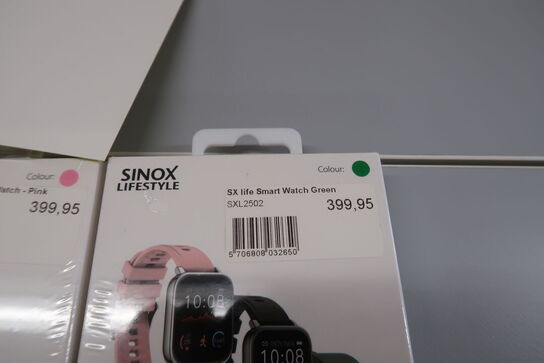 Colour:
Watch - Pink
399,95
SINOX
LIFESTYLE
Colour:
SX life Smart Watch Green
SXL2502
399,95
5 706808 032650
10:08
10:08